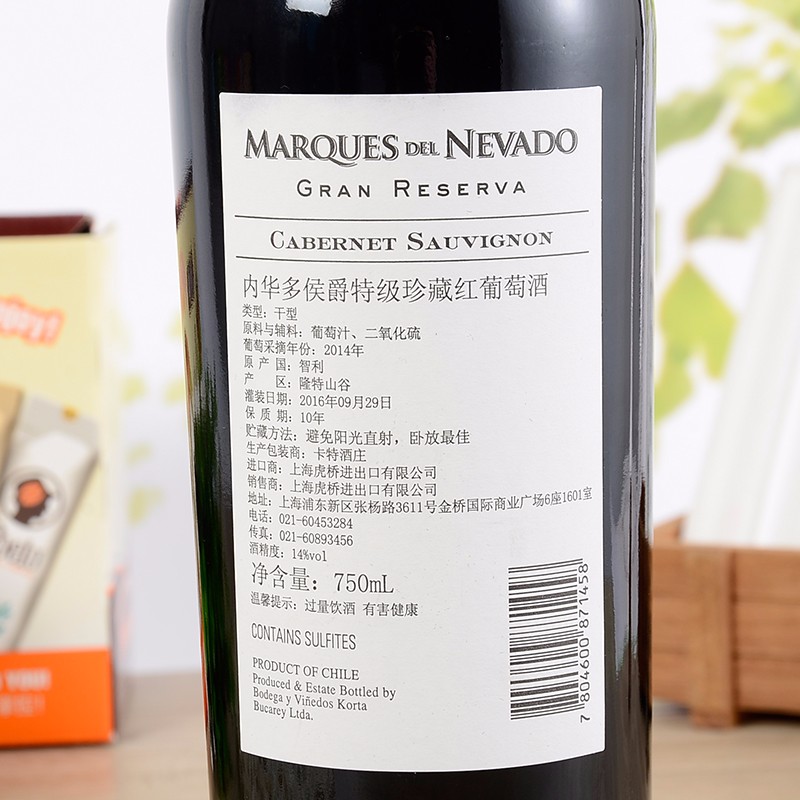 MARQUES DEL NEVADO
GRAN RESERVA
CABERNET SAUVIGNON
内华多侯爵特级珍藏红葡萄酒
类型：干型
原料与辅料：葡萄汁、二氧化硫
葡萄采摘年份：2014年
原 产 国：智利
产 区：隆特山谷
灌装日期：2016年09月29日
保 质 期：10年
贮藏方法：避免阳光直射，卧放最佳
生产包装商：卡特酒庄
进口商：上海虎桥进出口有限公司
销售商：上海虎桥进出口有限公司
地址：上海浦东新区张杨路3611号金桥国际商业广场6座1601室
电话：021-60453284
传真：021-60893456
酒精度：14%vol
净含量：750mL
温馨提示：过量饮酒 有害健康
CONTAINS SULFITES
PRODUCT OF CHILE
Produced & Estate Bottled by
Bodega y Viñedos Korta
Bucarey Ltda.
7 804600 871458